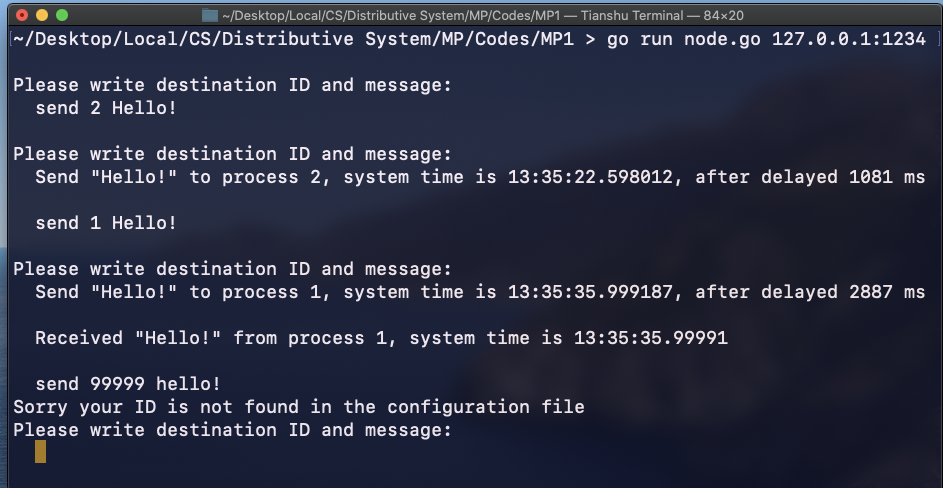 ~/Desktop/Local/CS/Distributive System/MP/Codes/MP1 — Tianshu Terminal — 84×20
[~/Desktop/Local/CS/Distributive System/MP/Codes/MP1 > go run node.go 127.0.0.1:1234 ]
Please write destination ID and message:
send 2 Hello!
Please write destination ID and message:
Send "Hello!" to process 2, system time is 13:35:22.598012, after delayed 1081 ms
send 1 Hello!
Please write destination ID and message:
Send "Hello!" to process 1, system time is 13:35:35.999187, after delayed 2887 ms
Received "Hello!" from process 1, system time is 13:35:35.99991
send 99999 hello!
Sorry your ID is not found in the configuration file
Please write destination ID and message: